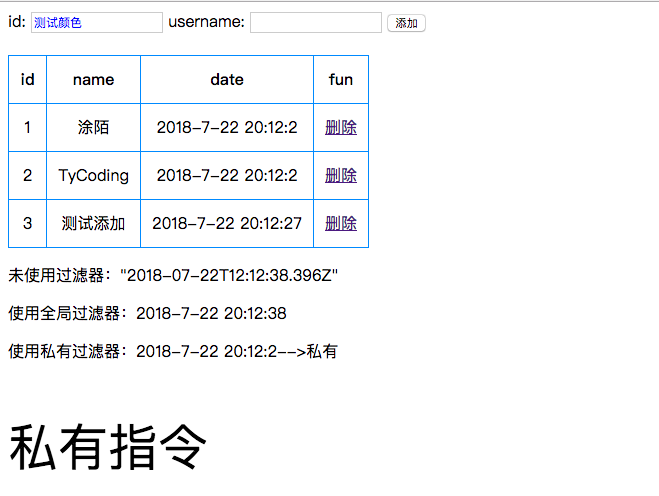 id: 测试颜色 username: 添加
id name date fun
1 涂陌 2018-7-22 20:12:2 删除
2 TyCoding 2018-7-22 20:12:2 删除
3 测试添加 2018-7-22 20:12:27 删除
未使用过滤器："2018-07-22T12:12:38.396Z"
使用全局过滤器：2018-7-22 20:12:38
使用私有过滤器：2018-7-22 20:12:2-->私有
私有指令